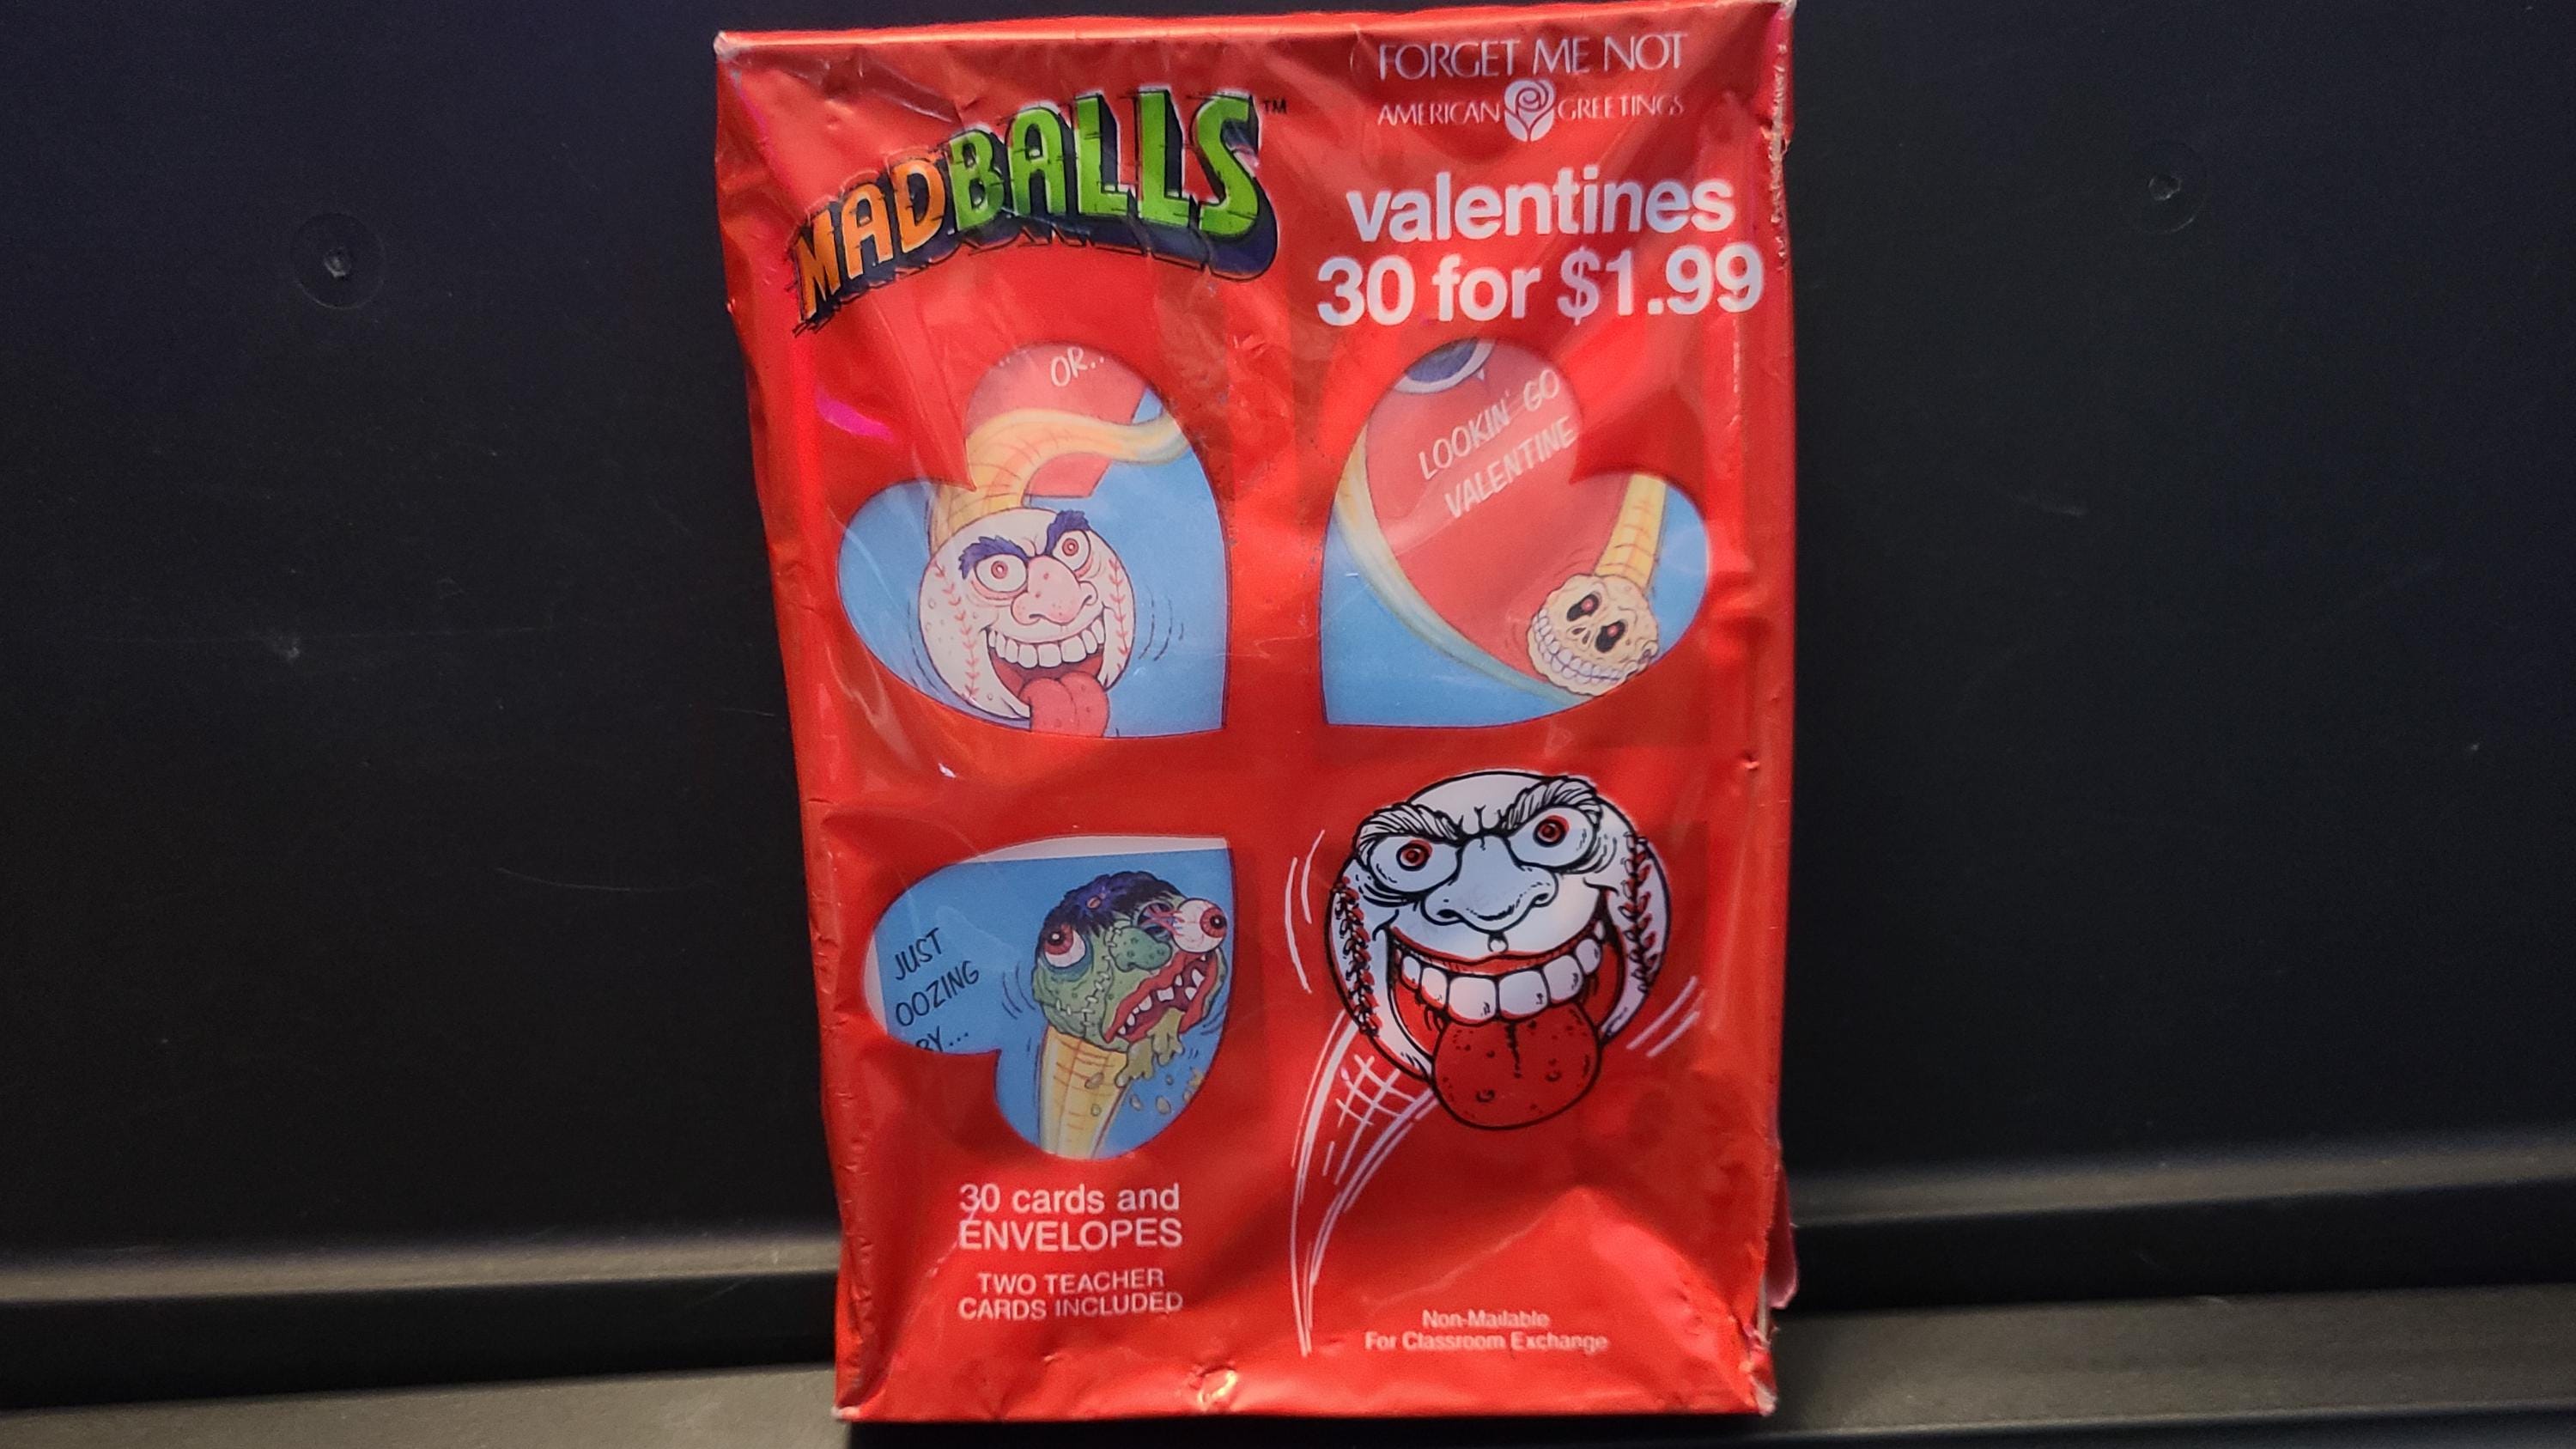 FORGET ME NOT
AMERICAN GREETINGS
MADBALLS™
valentines
30 for $1.99
OR..
LOOKIN' GO
VALENTINE
JUST
OOZING
BY...
30 cards and
ENVELOPES
TWO TEACHER
CARDS INCLUDED
Non-Mailable
For Classroom Exchange